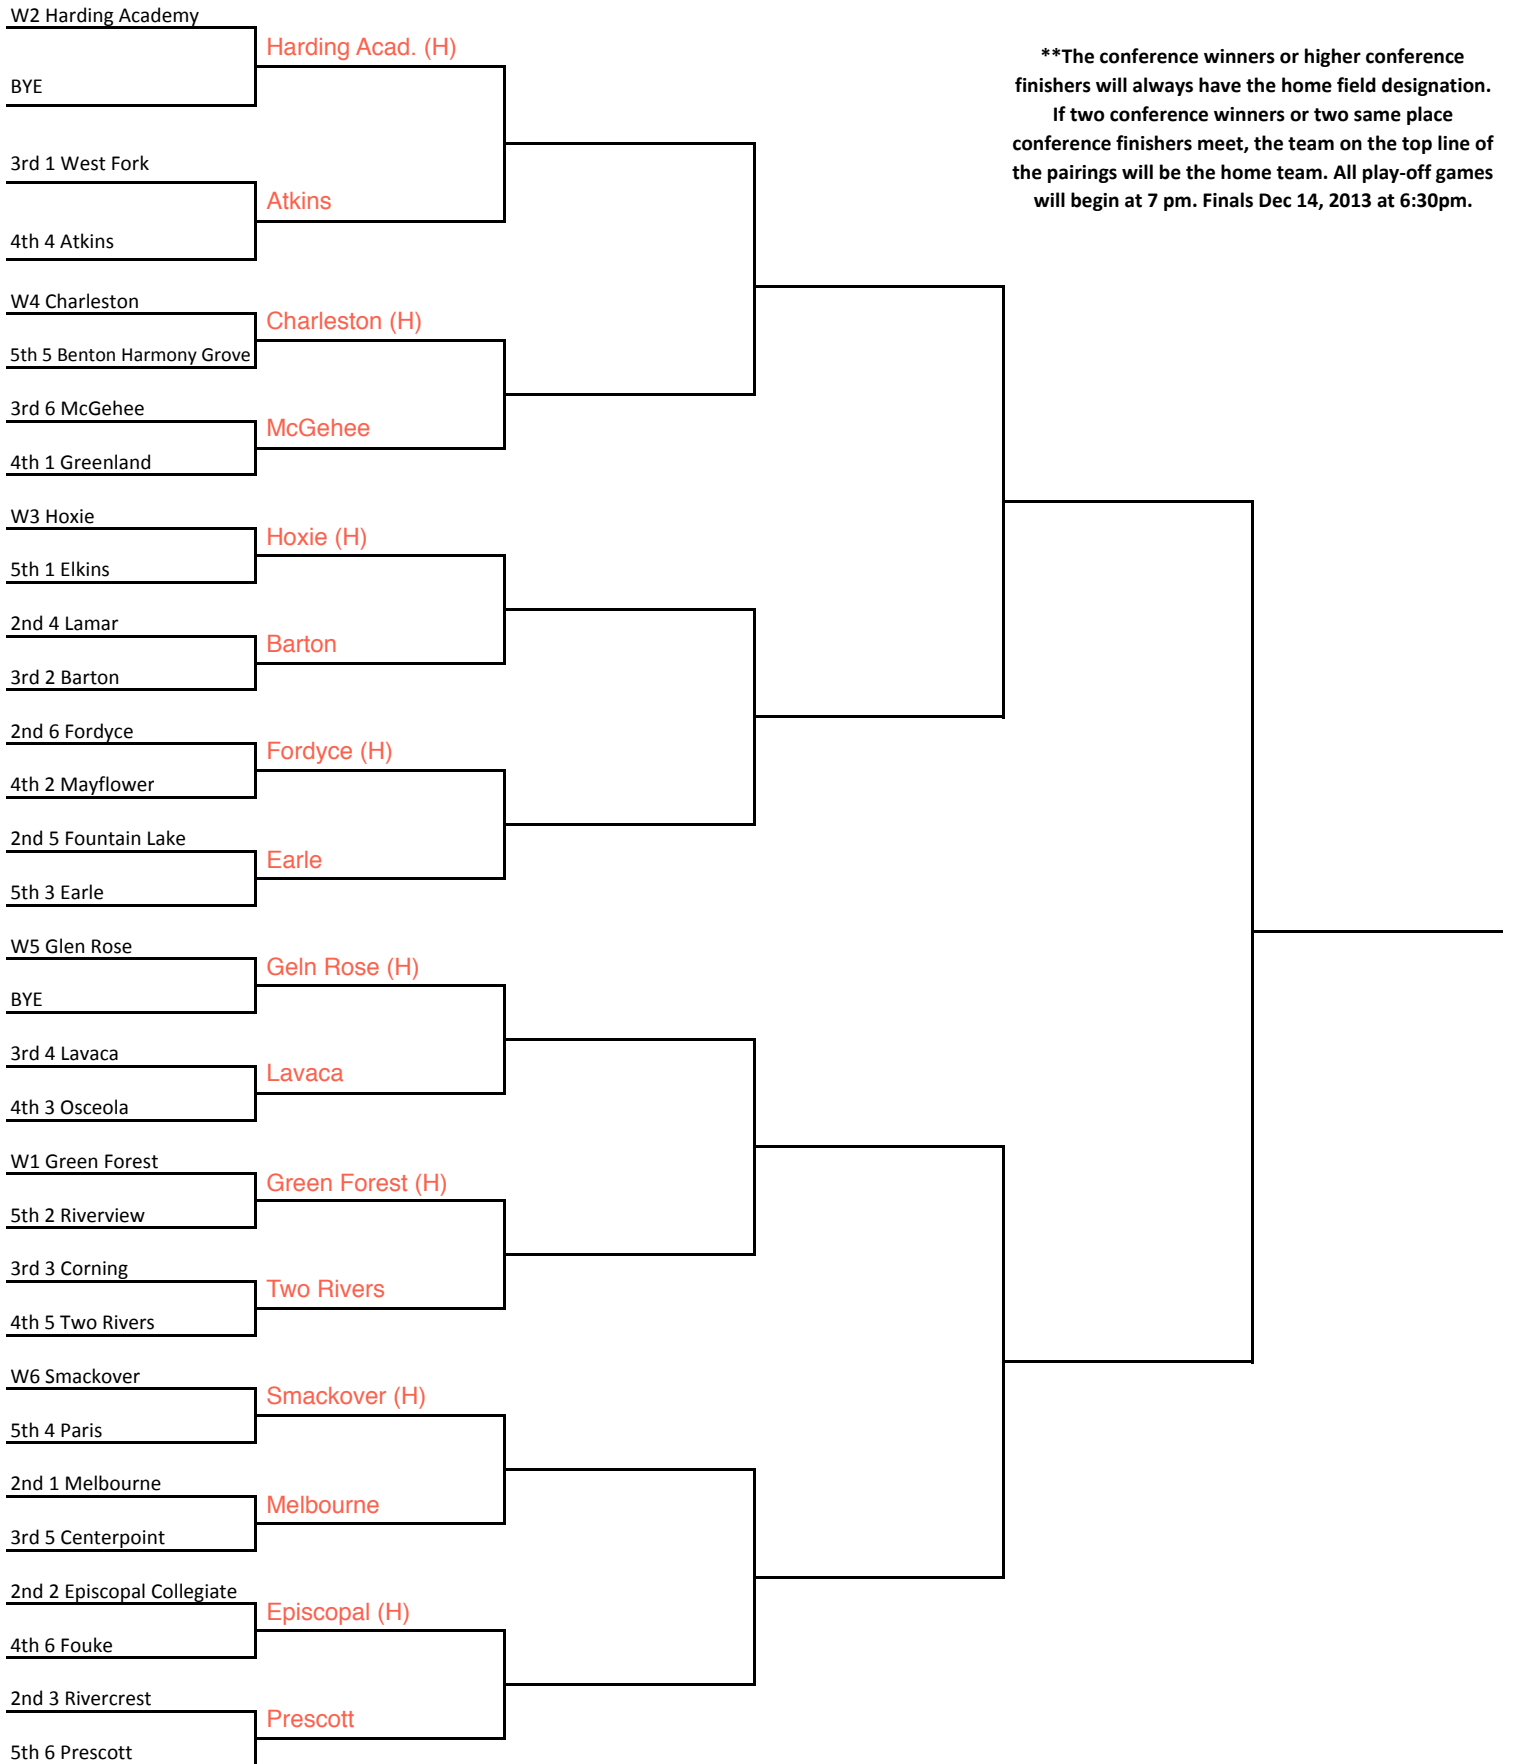 W2 Harding Academy
Harding Acad. (H)
BYE
3rd 1 West Fork
Atkins
4th 4 Atkins
W4 Charleston
Charleston (H)
5th 5 Benton Harmony Grove
3rd 6 McGehee
McGehee
4th 1 Greenland
W3 Hoxie
Hoxie (H)
5th 1 Elkins
2nd 4 Lamar
Barton
3rd 2 Barton
2nd 6 Fordyce
Fordyce (H)
4th 2 Mayflower
2nd 5 Fountain Lake
Earle
5th 3 Earle
W5 Glen Rose
Geln Rose (H)
BYE
3rd 4 Lavaca
Lavaca
4th 3 Osceola
W1 Green Forest
Green Forest (H)
5th 2 Riverview
3rd 3 Corning
Two Rivers
4th 5 Two Rivers
W6 Smackover
Smackover (H)
5th 4 Paris
2nd 1 Melbourne
Melbourne
3rd 5 Centerpoint
2nd 2 Episcopal Collegiate
Episcopal (H)
4th 6 Fouke
2nd 3 Rivercrest
Prescott
5th 6 Prescott
**The conference winners or higher conference
finishers will always have the home field designation.
If two conference winners or two same place
conference finishers meet, the team on the top line of
the pairings will be the home team. All play-off games
will begin at 7 pm. Finals Dec 14, 2013 at 6:30pm.